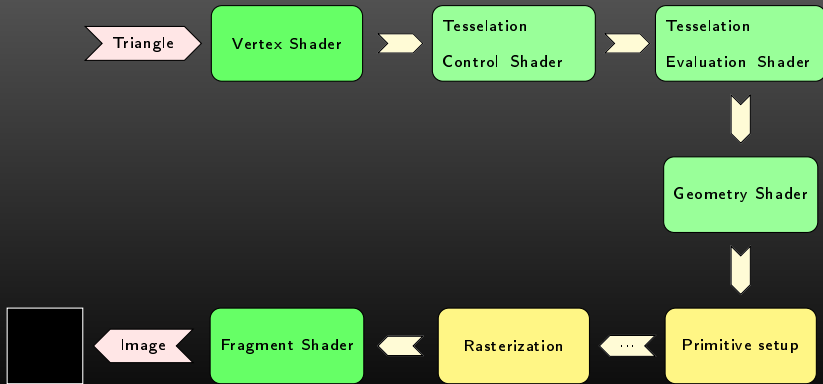 Triangle
Vertex Shader
Tesselation
Control Shader
Tesselation
Evaluation Shader
Geometry Shader
Primitive setup
...
Rasterization
Fragment Shader
Image